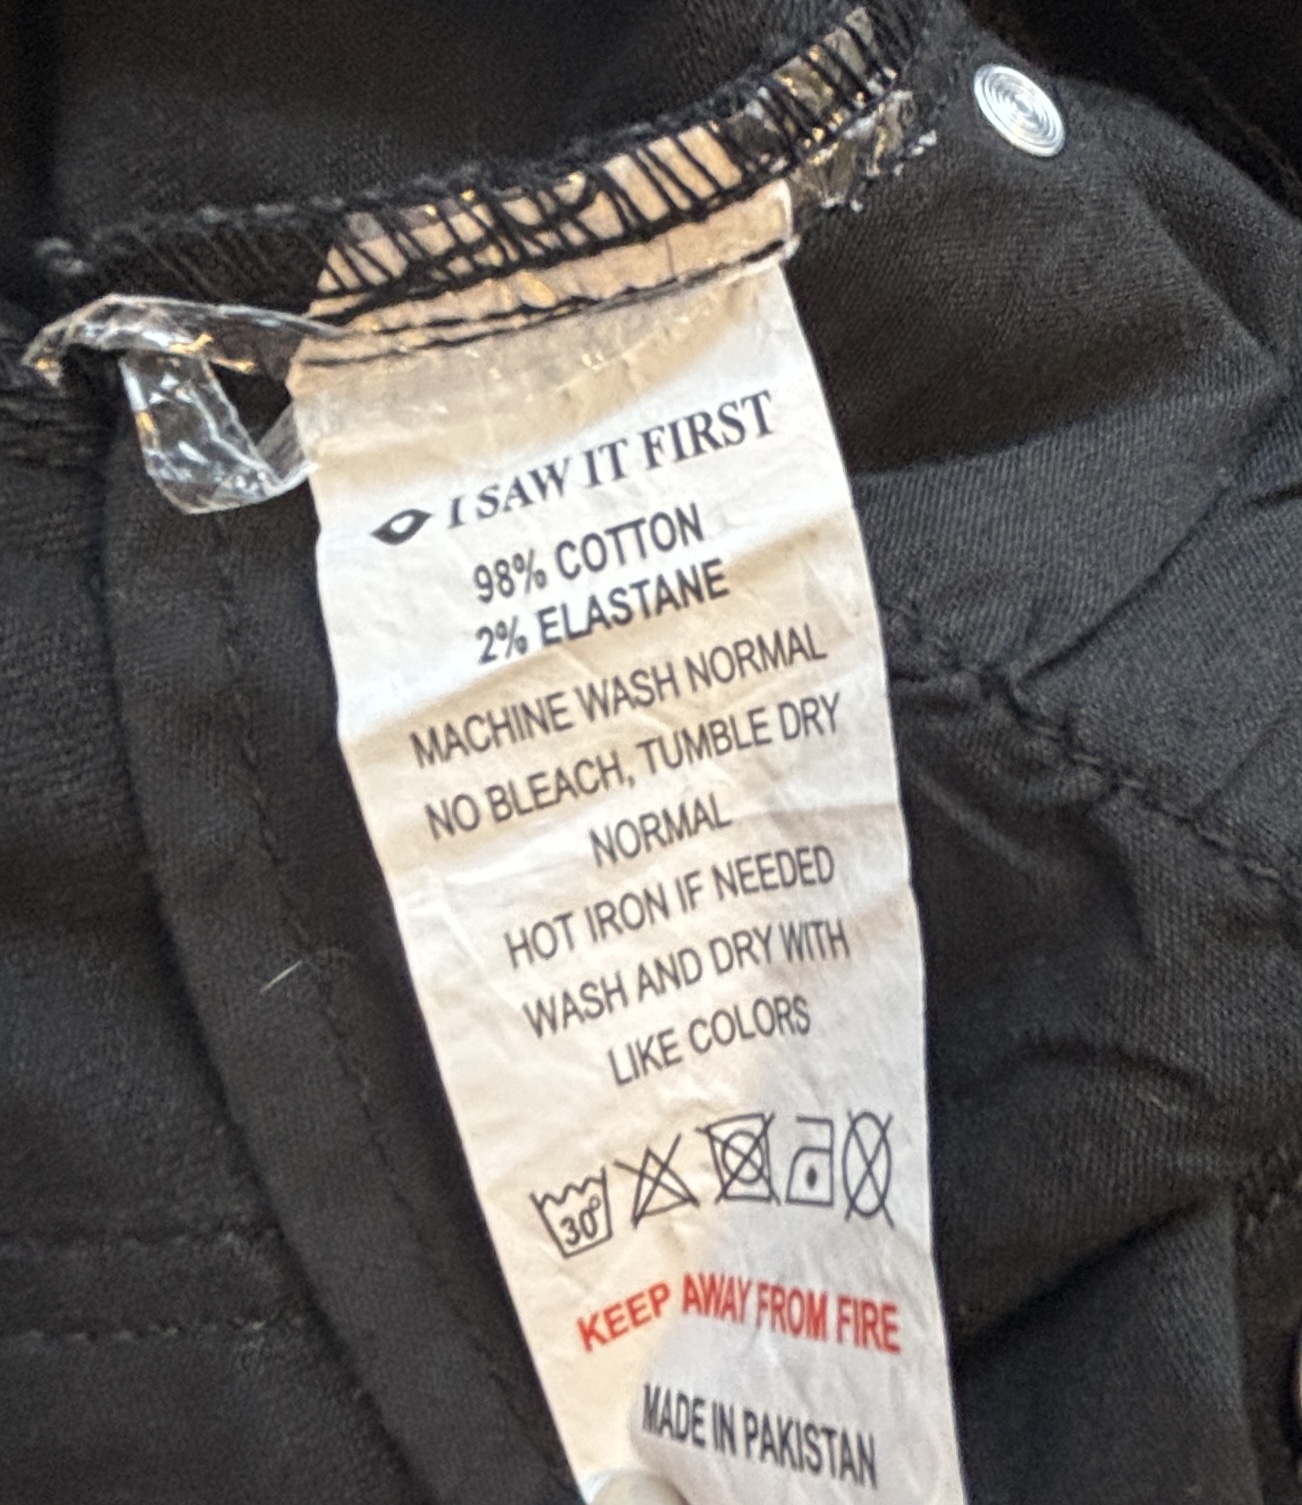 I SAW IT FIRST
98% COTTON
2% ELASTANE
MACHINE WASH NORMAL
NO BLEACH, TUMBLE DRY
NORMAL
HOT IRON IF NEEDED
WASH AND DRY WITH
LIKE COLORS
30°
KEEP AWAY FROM FIRE
MADE IN PAKISTAN